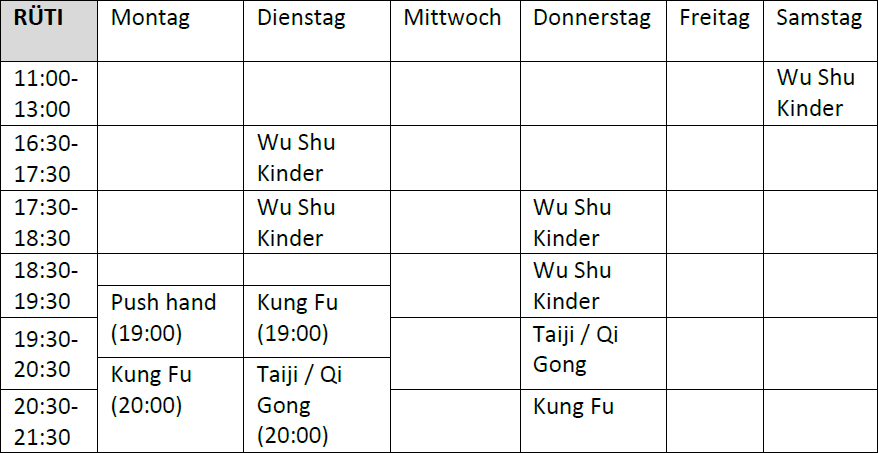 RÜTI Montag Dienstag Mittwoch Donnerstag Freitag Samstag
11:00-
13:00
Wu Shu
Kinder
16:30-
17:30
Wu Shu
Kinder
17:30-
18:30
Wu Shu
Kinder
Wu Shu
Kinder
18:30-
19:30
Push hand
(19:00)
Kung Fu
(19:00)
Wu Shu
Kinder
19:30-
20:30
Kung Fu
(20:00)
Taiji / Qi
Gong
(20:00)
Taiji / Qi
Gong
20:30-
21:30
Kung Fu